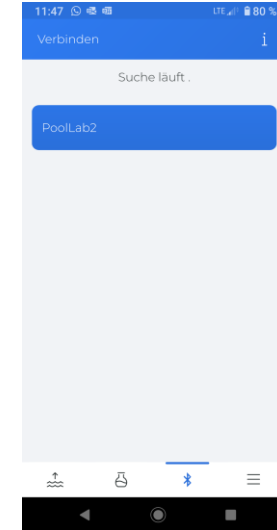 11:47 LTE 80 %
Verbinden i
Suche läuft .
PoolLab2